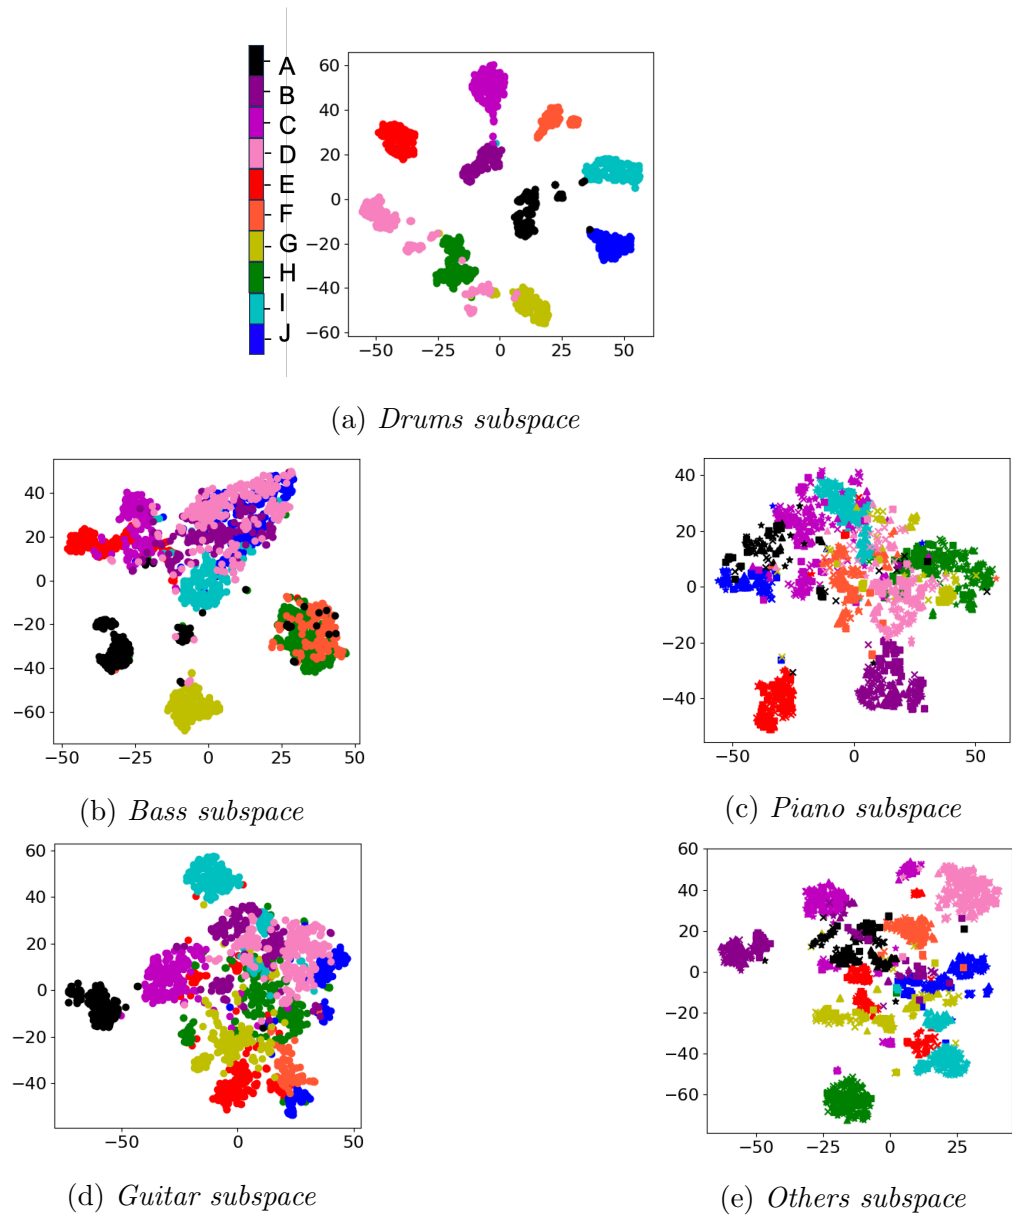 A
B
C
D
E
F
G
H
I
J
60
40
20
0
−20
−40
−60
−50 −25 0 25 50
(a) Drums subspace
40
20
0
−20
−40
−60
−50 −25 0 25 50
(b) Bass subspace
40
20
0
−20
−40
−50 0 50
(c) Piano subspace
60
40
20
0
−20
−40
−50 0 50
(d) Guitar subspace
60
40
20
0
−20
−40
−60
−50 −25 0 25
(e) Others subspace